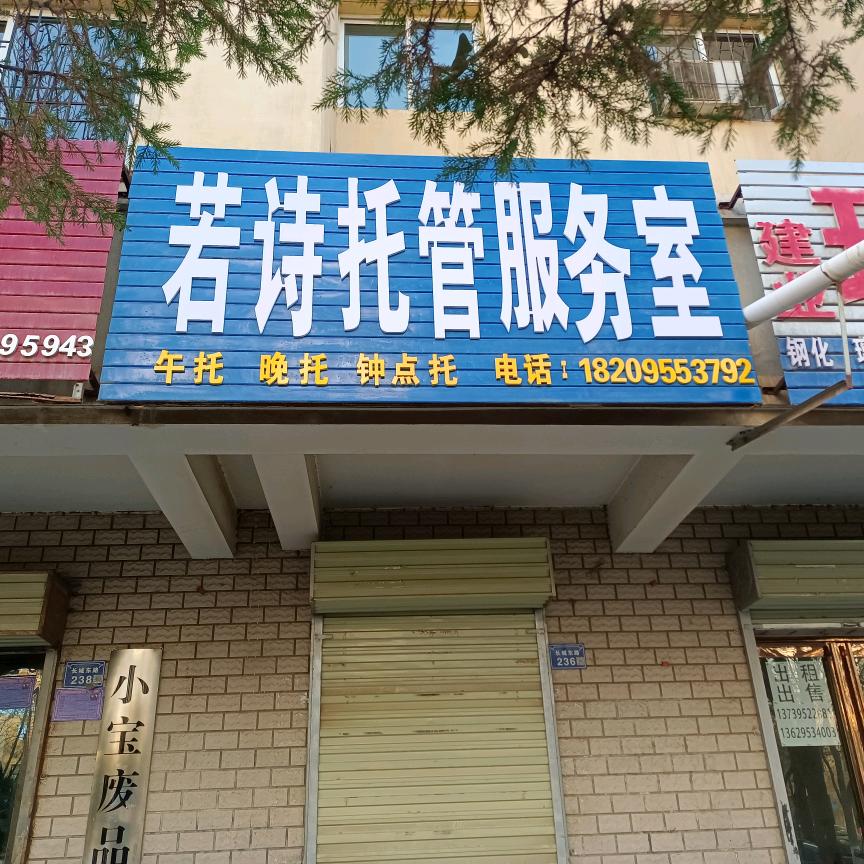 若诗托管服务室
午托 晚托 钟点托 电话：18209553792
95943
建
钢化
长城东路
238
长城东路
236
小宝废品
出租
出售
13629534003